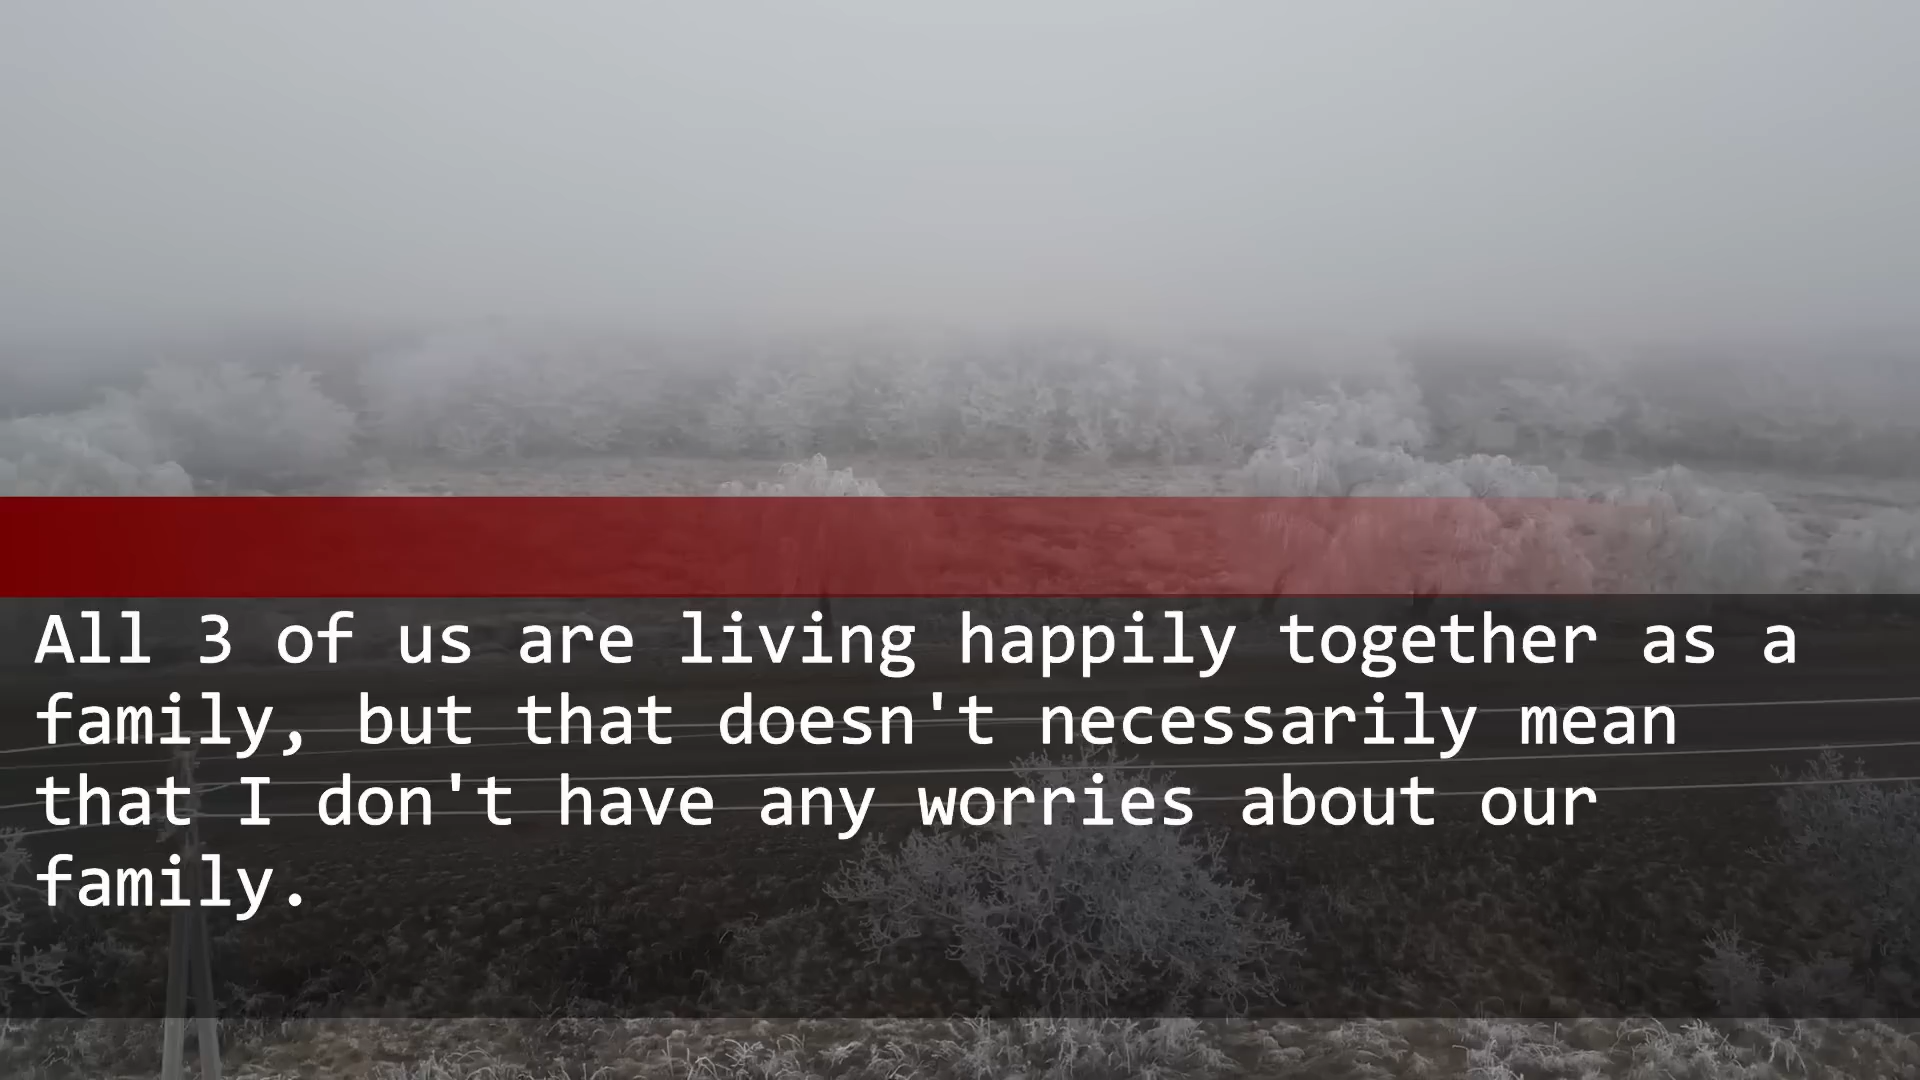 All 3 of us are living happily together as a
family, but that doesn't necessarily mean
that I don't have any worries about our
family.